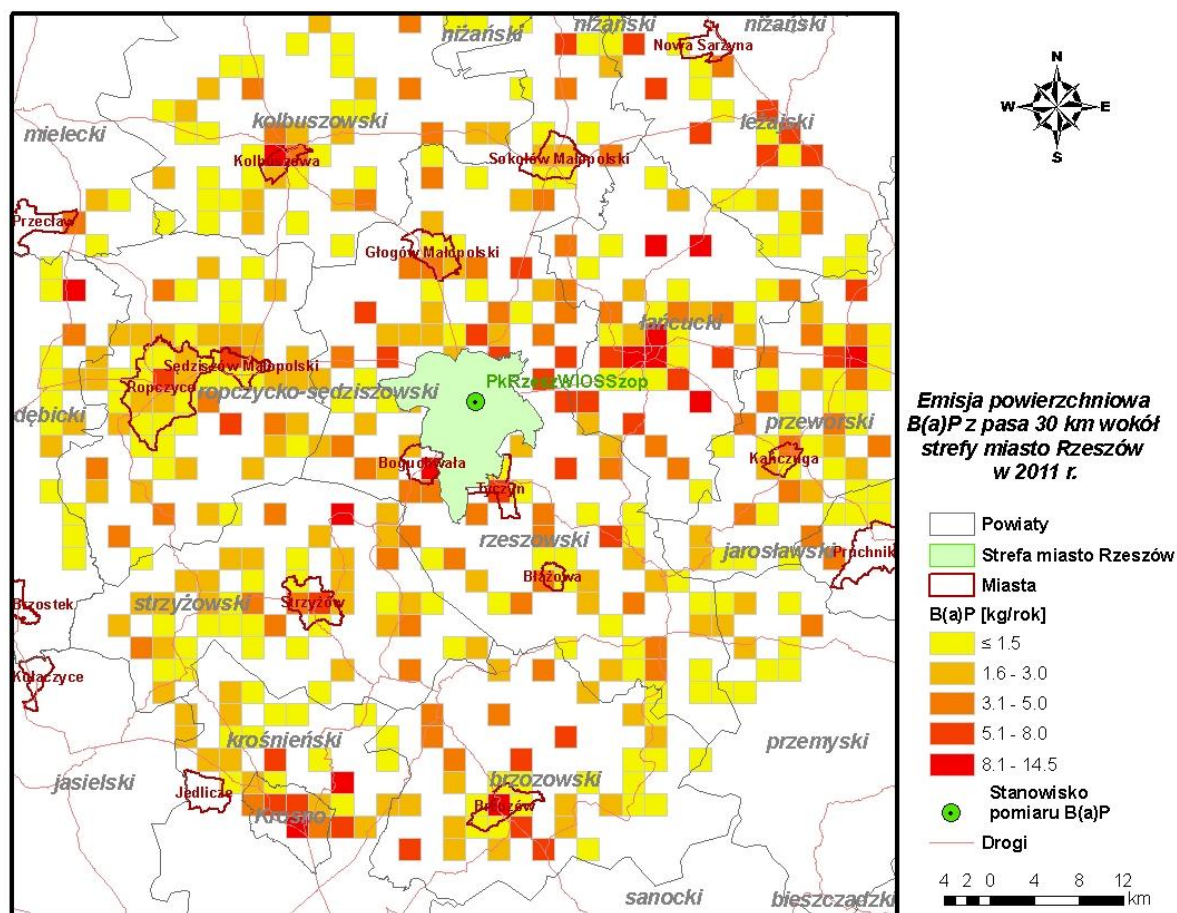 niżański
niżański
niżański
Nowa Sarzyna
mielecki
kolbuszowski
leżajski
Kolbuszowa
Sokołów Małopolski
Przecław
Głogów Małopolski
łańcucki
Sędziszów Małopolski
PkRzeszWIOSSzop
Ropczyce
ropczycko-sędziszowski
dębicki
przeworski
Boguchwała
Kańczuga
Tyczyn
rzeszowski
jarosławski
Pruchnik
Błażowa
Brzostek
strzyżowski
Strzyżów
Kołaczyce
krośnieński
przemyski
jasielski
brzozowski
Jedlicze
Krosno
Brzozów
sanocki
bieszczadzki
N
W E
S
Emisja powierzchniowa
B(a)P z pasa 30 km wokół
strefy miasto Rzeszów
w 2011 r.
Powiaty
Strefa miasto Rzeszów
Miasta
B(a)P [kg/rok]
≤ 1.5
1.6 - 3.0
3.1 - 5.0
5.1 - 8.0
8.1 - 14.5
Stanowisko
pomiaru B(a)P
Drogi
4 2 0 4 8 12
km